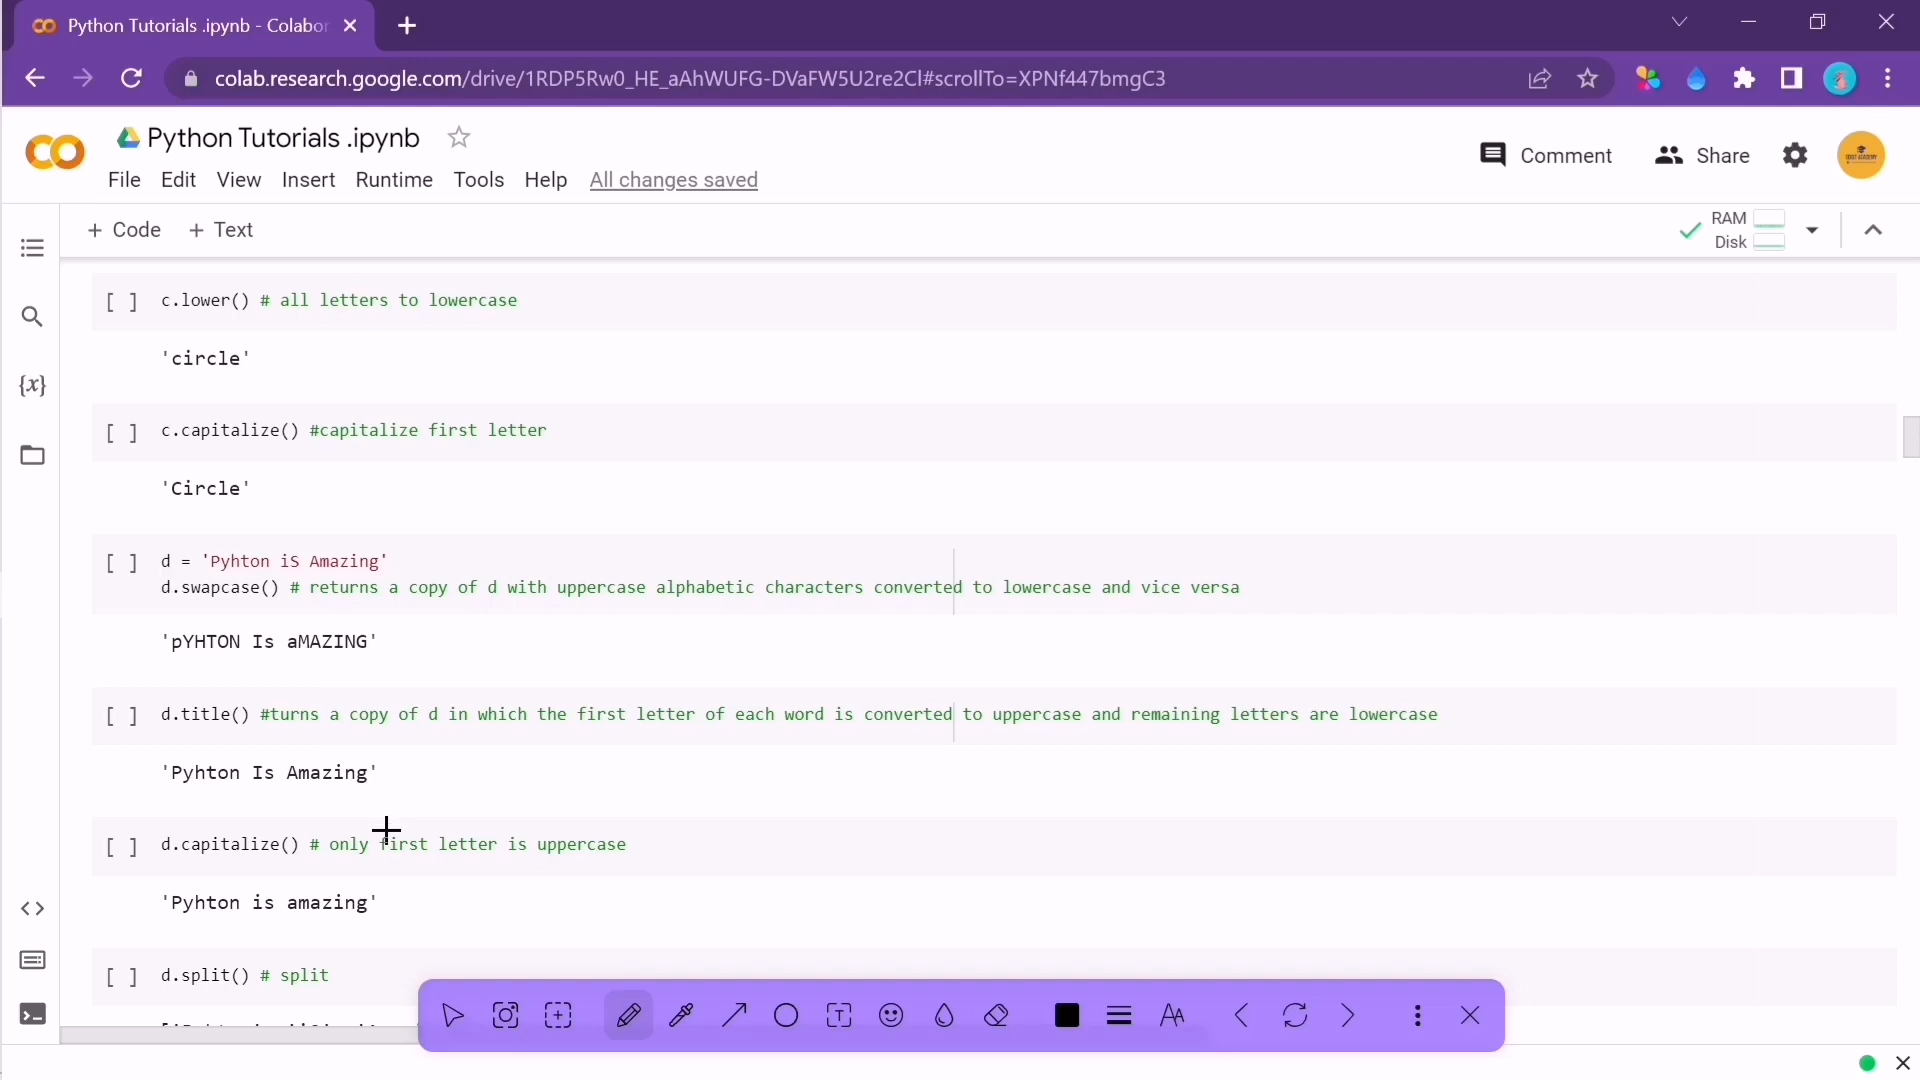 Python Tutorials .ipynb - Colabor
colab.research.google.com/drive/1RDP5Rw0_HE_aAhWUFG-DVaFW5U2re2Cl#scrollTo=XPNf447bmgC3
Python Tutorials .ipynb
Comment
Share
File Edit View Insert Runtime Tools Help All changes saved
+ Code + Text
RAM
Disk
[ ] c.lower() # all letters to lowercase
'circle'
[ ] c.capitalize() #capitalize first letter
'Circle'
[ ] d = 'Pyhton iS Amazing'
d.swapcase() # returns a copy of d with uppercase alphabetic characters converted to lowercase and vice versa
'pYHTON Is aMAZING'
[ ] d.title() #turns a copy of d in which the first letter of each word is converted to uppercase and remaining letters are lowercase
'Pyhton Is Amazing'
[ ] d.capitalize() # only first letter is uppercase
'Pyhton is amazing'
[ ] d.split() # split